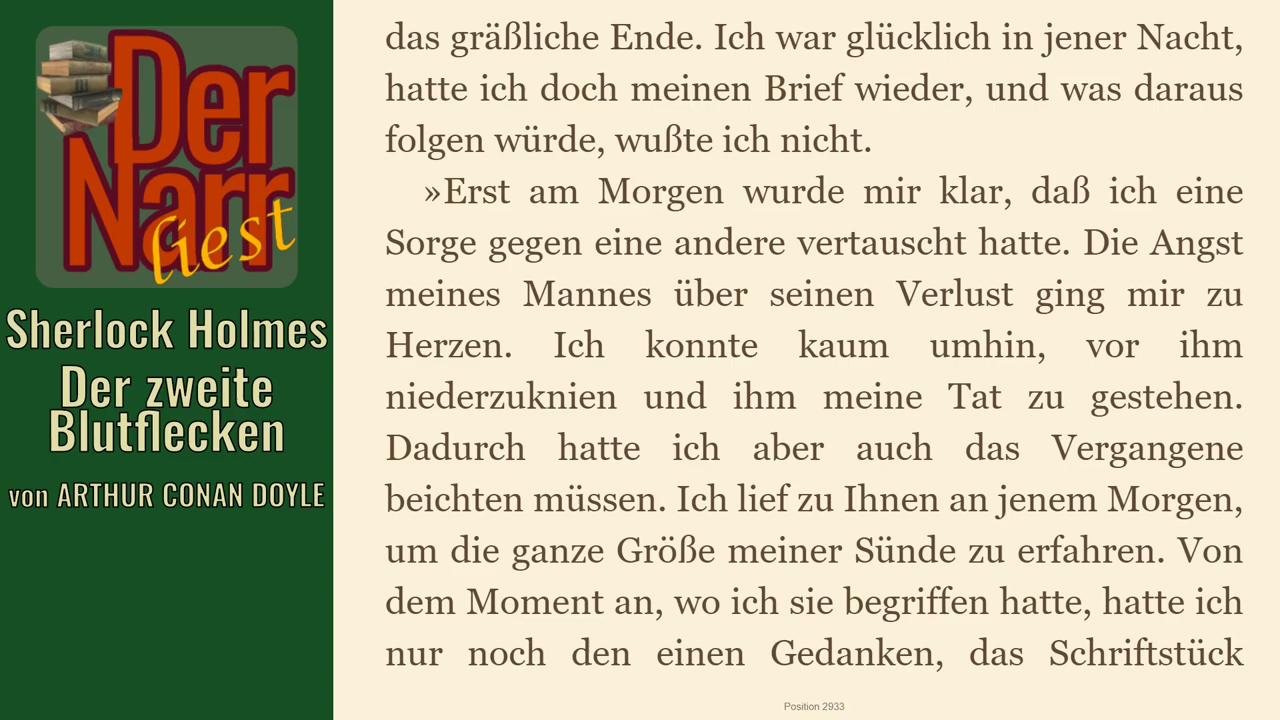 Der
Narr
liest
Sherlock Holmes
Der zweite
Blutflecken
von ARTHUR CONAN DOYLE
das gräßliche Ende. Ich war glücklich in jener Nacht,
hatte ich doch meinen Brief wieder, und was daraus
folgen würde, wußte ich nicht.
»Erst am Morgen wurde mir klar, daß ich eine
Sorge gegen eine andere vertauscht hatte. Die Angst
meines Mannes über seinen Verlust ging mir zu
Herzen. Ich konnte kaum umhin, vor ihm
niederzuknien und ihm meine Tat zu gestehen.
Dadurch hatte ich aber auch das Vergangene
beichten müssen. Ich lief zu Ihnen an jenem Morgen,
um die ganze Größe meiner Sünde zu erfahren. Von
dem Moment an, wo ich sie begriffen hatte, hatte ich
nur noch den einen Gedanken, das Schriftstück
Position 2933